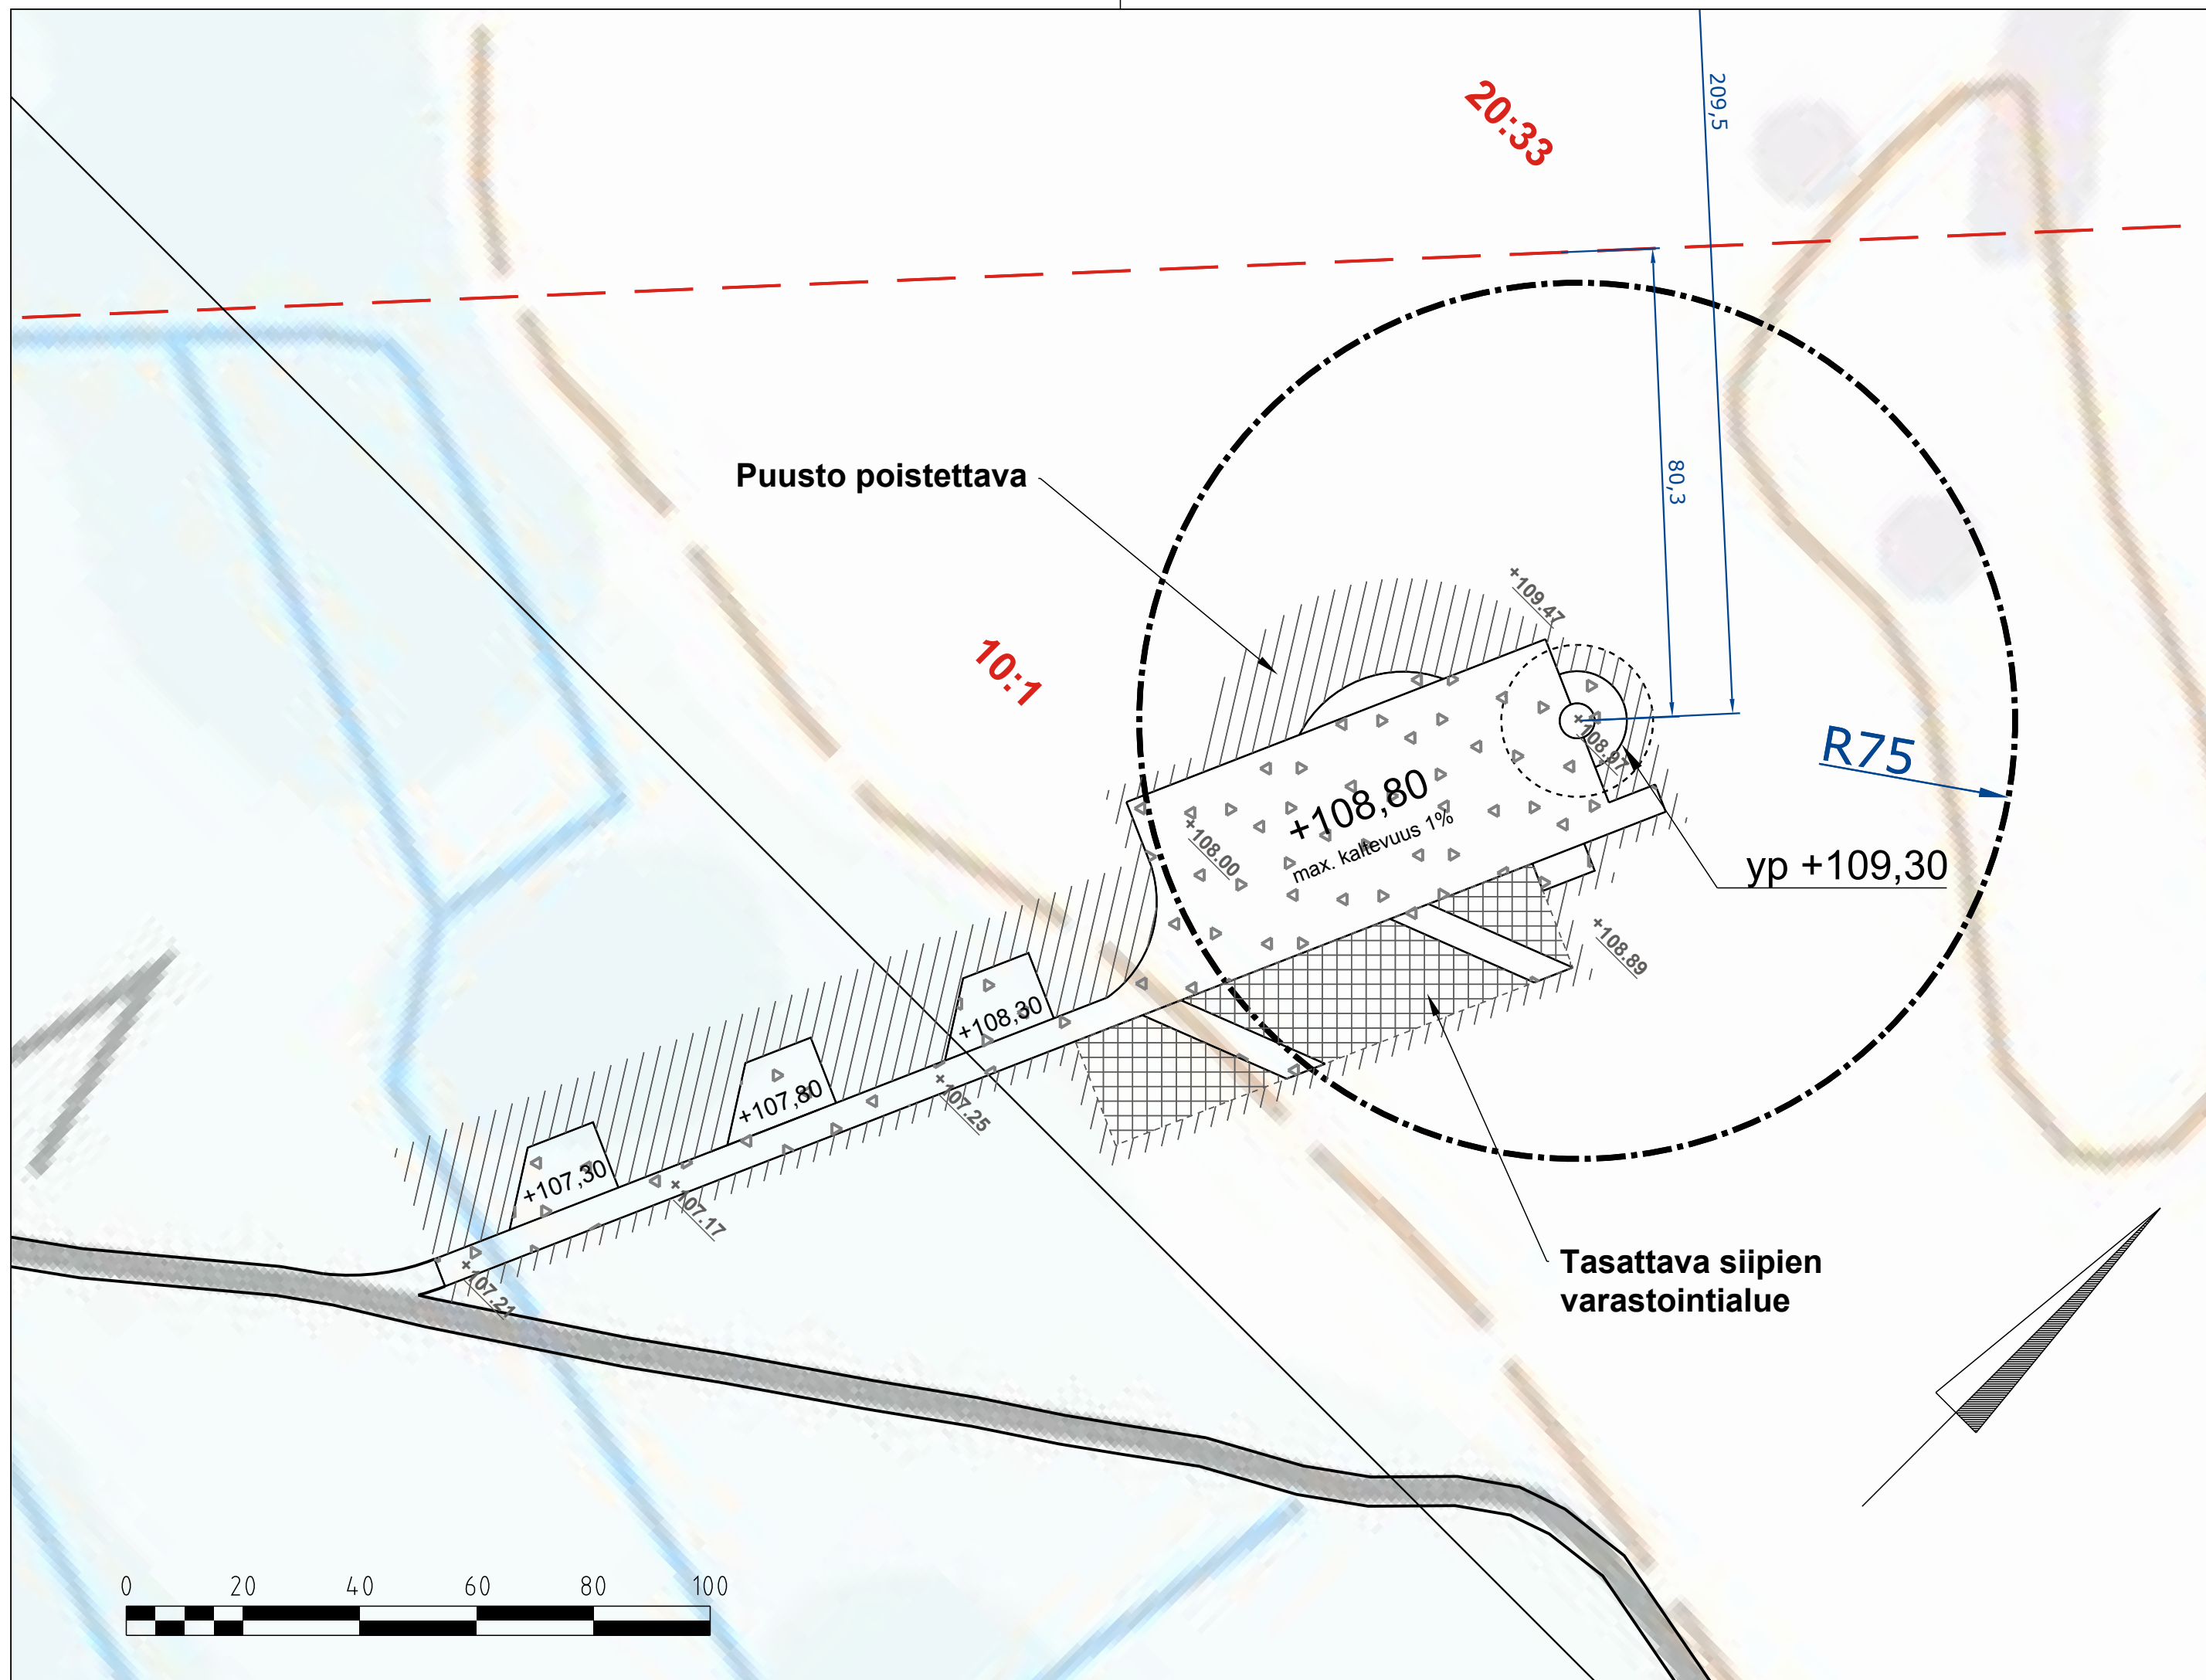 20:33
209,5
80,3
Puusto poistettava
+109.47
10:1
108.97
R75
+108,80
max. kaltevuus 1%
+108.00
yp +109,30
+108.89
+108,30
+107,80
+107.25
+107,30
+107.17
+107.21
Tasattava siipien
varastointialue
0 20 40 60 80 100